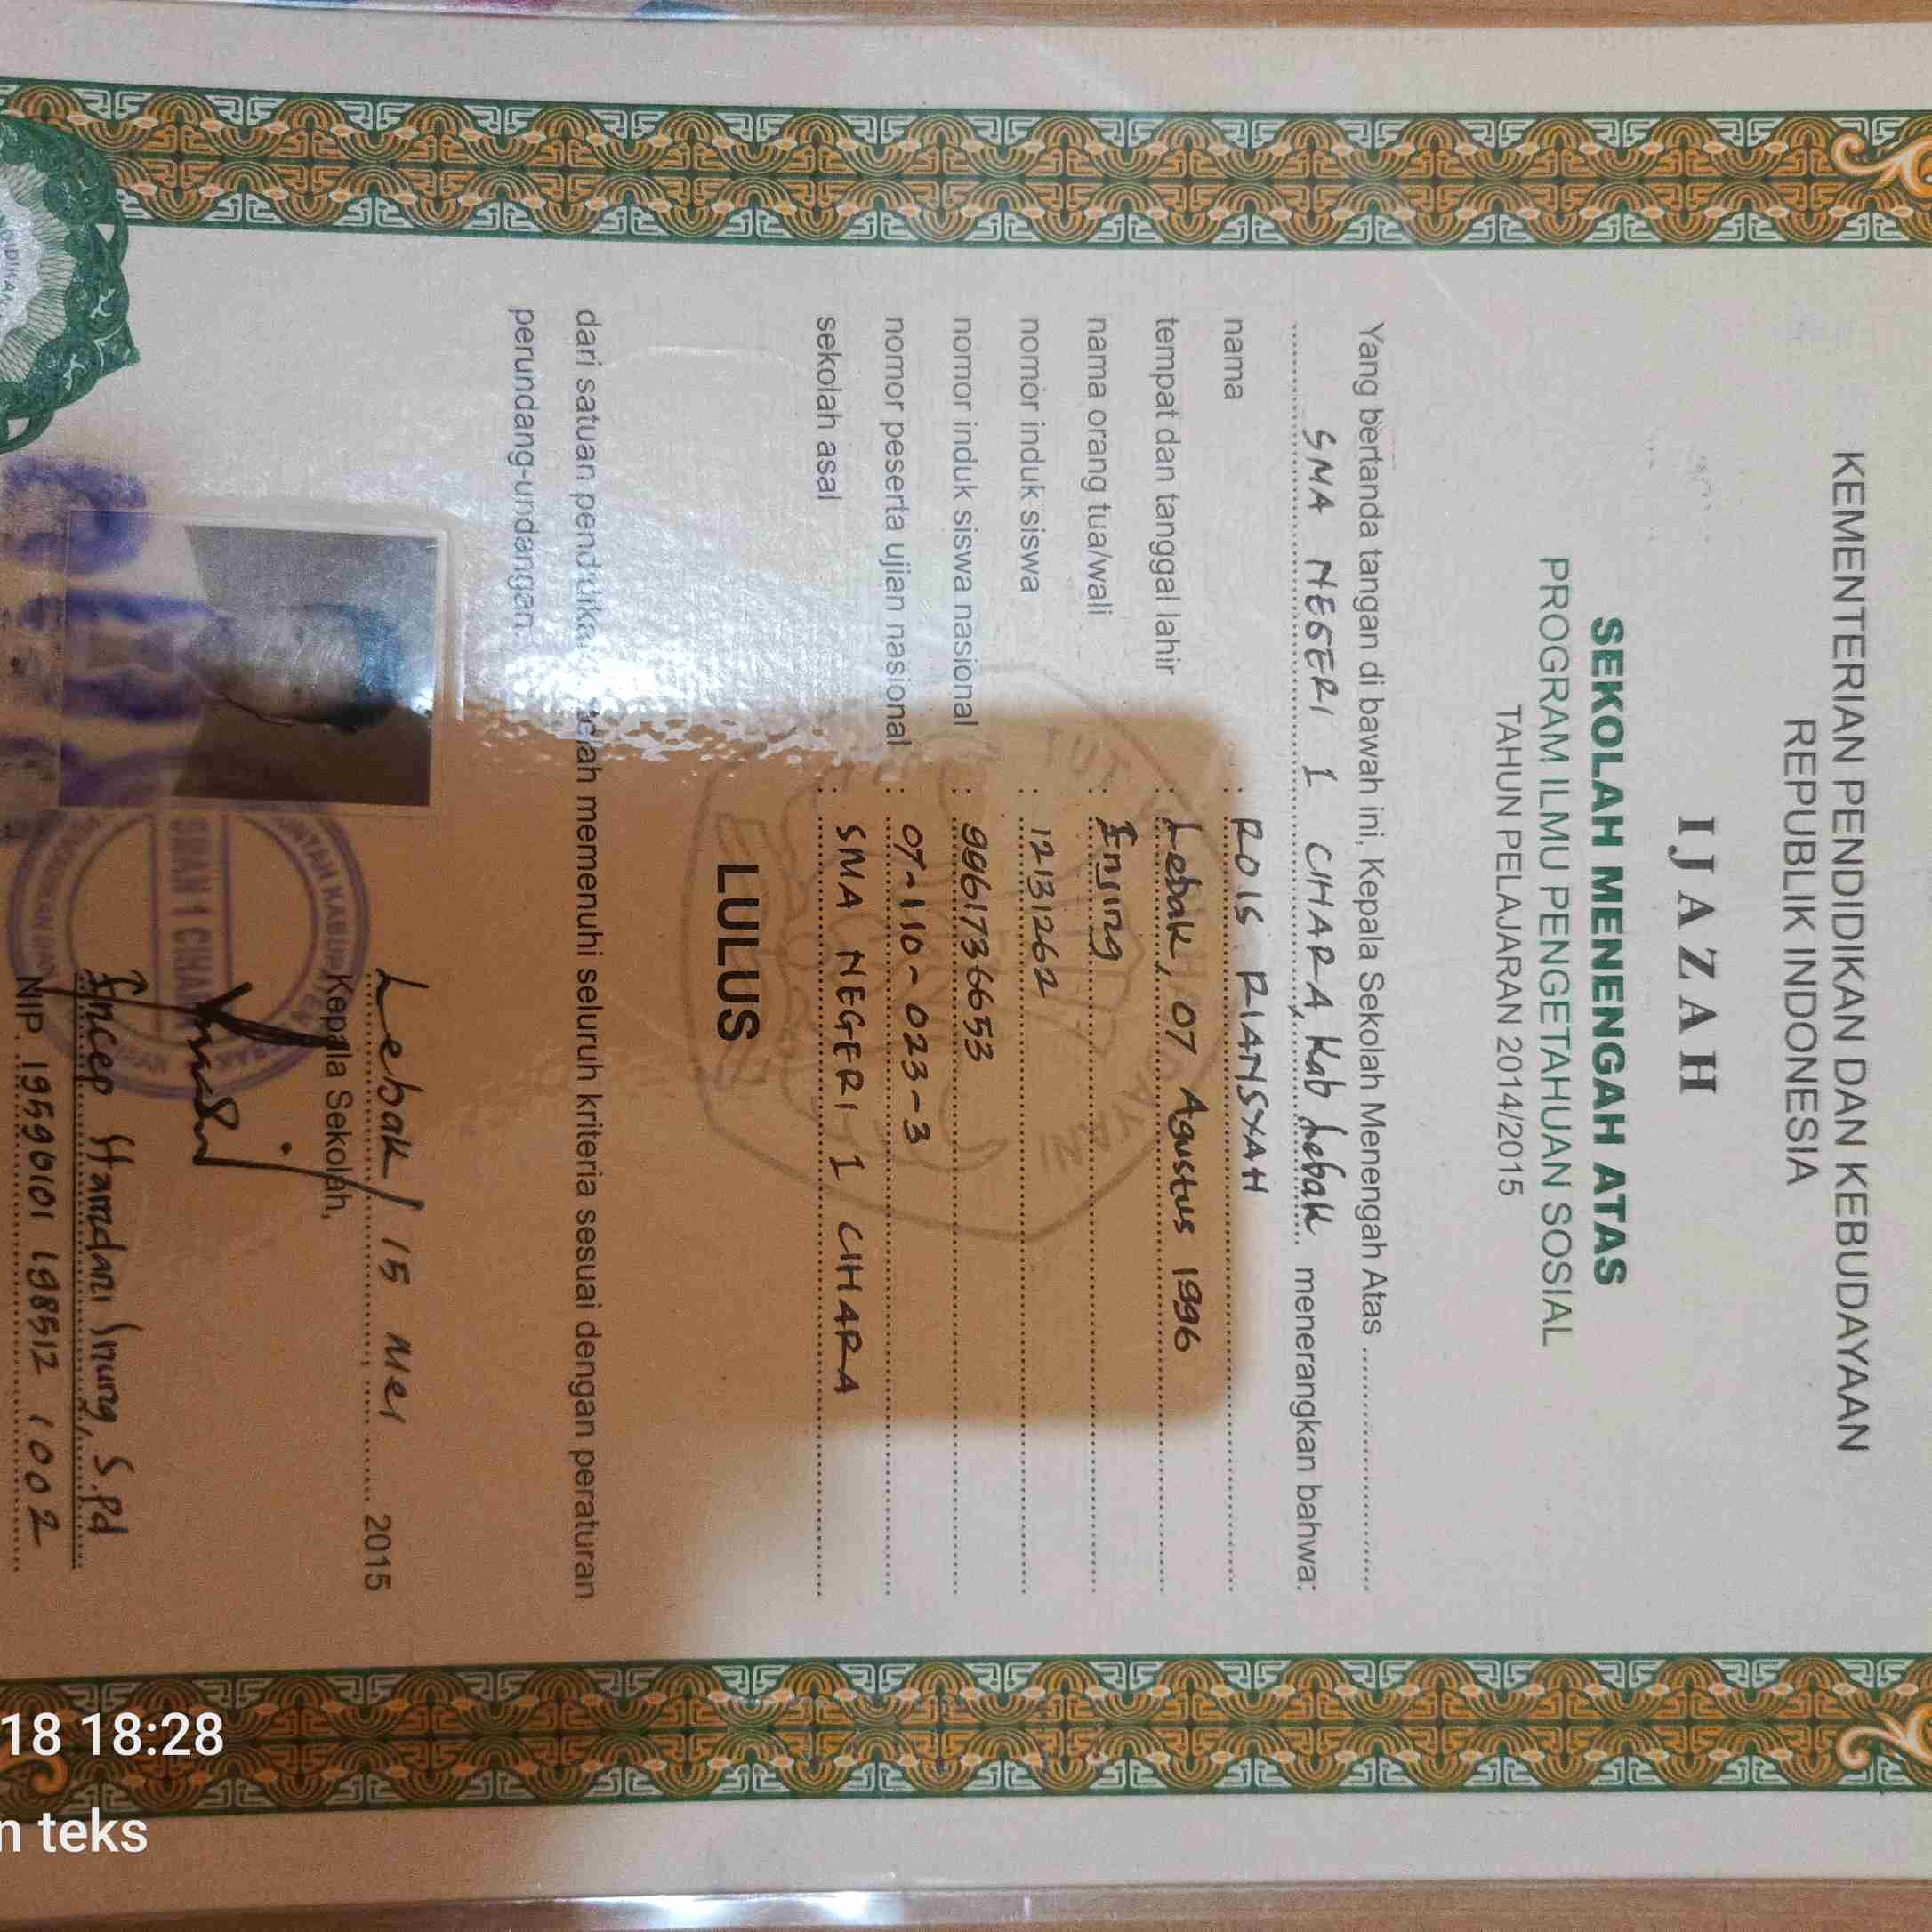 KEMENTERIAN PENDIDIKAN DAN KEBUDAYAAN
REPUBLIK INDONESIA
IJAZAH
SEKOLAH MENENGAH ATAS
PROGRAM ILMU PENGETAHUAN SOSIAL
TAHUN PELAJARAN 2014/2015
Yang bertanda tangan di bawah ini, Kepala Sekolah Menengah Atas
SMA NEGERI 1 CIHARA, Kab Lebak menerangkan bahwa:
nama : ROIS RIANSYAH
tempat dan tanggal lahir : Lebak, 07 Agustus 1996
nama orang tua/wali : Ensing
nomor induk siswa : 12131262
nomor induk siswa nasional : 9961736653
nomor peserta ujian nasional : 07-110-023-3
sekolah asal : SMA NEGERI 1 CIHARA
LULUS
dari satuan pendidikan setelah memenuhi seluruh kriteria sesuai dengan peraturan
perundang-undangan.
Lebak, 15 Mei 2015
Kepala Sekolah,
SMAN 1 CIHARA
Encep Hamdani, S.Pd
NIP. 19590101 198512 1 002
18 18:28
n teks